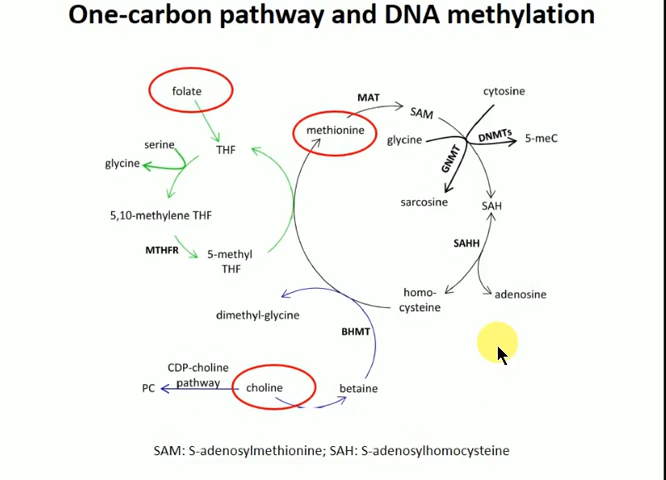 One-carbon pathway and DNA methylation
folate
MAT
SAM
cytosine
methionine
glycine
DNMTs
5-meC
serine
THF
glycine
GNMT
sarcosine
SAH
5,10-methylene THF
MTHFR
5-methyl
THF
SAHH
homo-
cysteine
adenosine
dimethyl-glycine
BHMT
CDP-choline
pathway
PC
choline
betaine
SAM: S-adenosylmethionine; SAH: S-adenosylhomocysteine